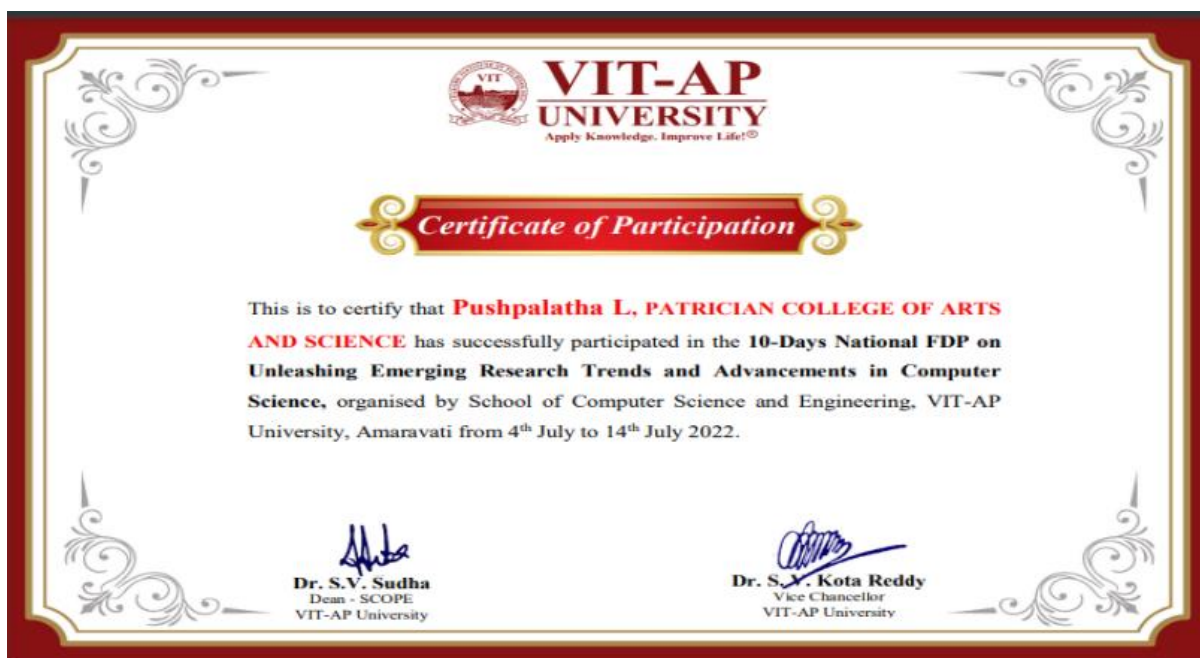 VIT
VIT-AP
UNIVERSITY
Apply Knowledge. Improve Life!®
Certificate of Participation
This is to certify that Pushpalatha L, PATRICIAN COLLEGE OF ARTS
AND SCIENCE has successfully participated in the 10-Days National FDP on
Unleashing Emerging Research Trends and Advancements in Computer
Science, organised by School of Computer Science and Engineering, VIT-AP
University, Amaravati from 4th July to 14th July 2022.
Dr. S.V. Sudha
Dean - SCOPE
VIT-AP University
Dr. S. V. Kota Reddy
Vice Chancellor
VIT-AP University